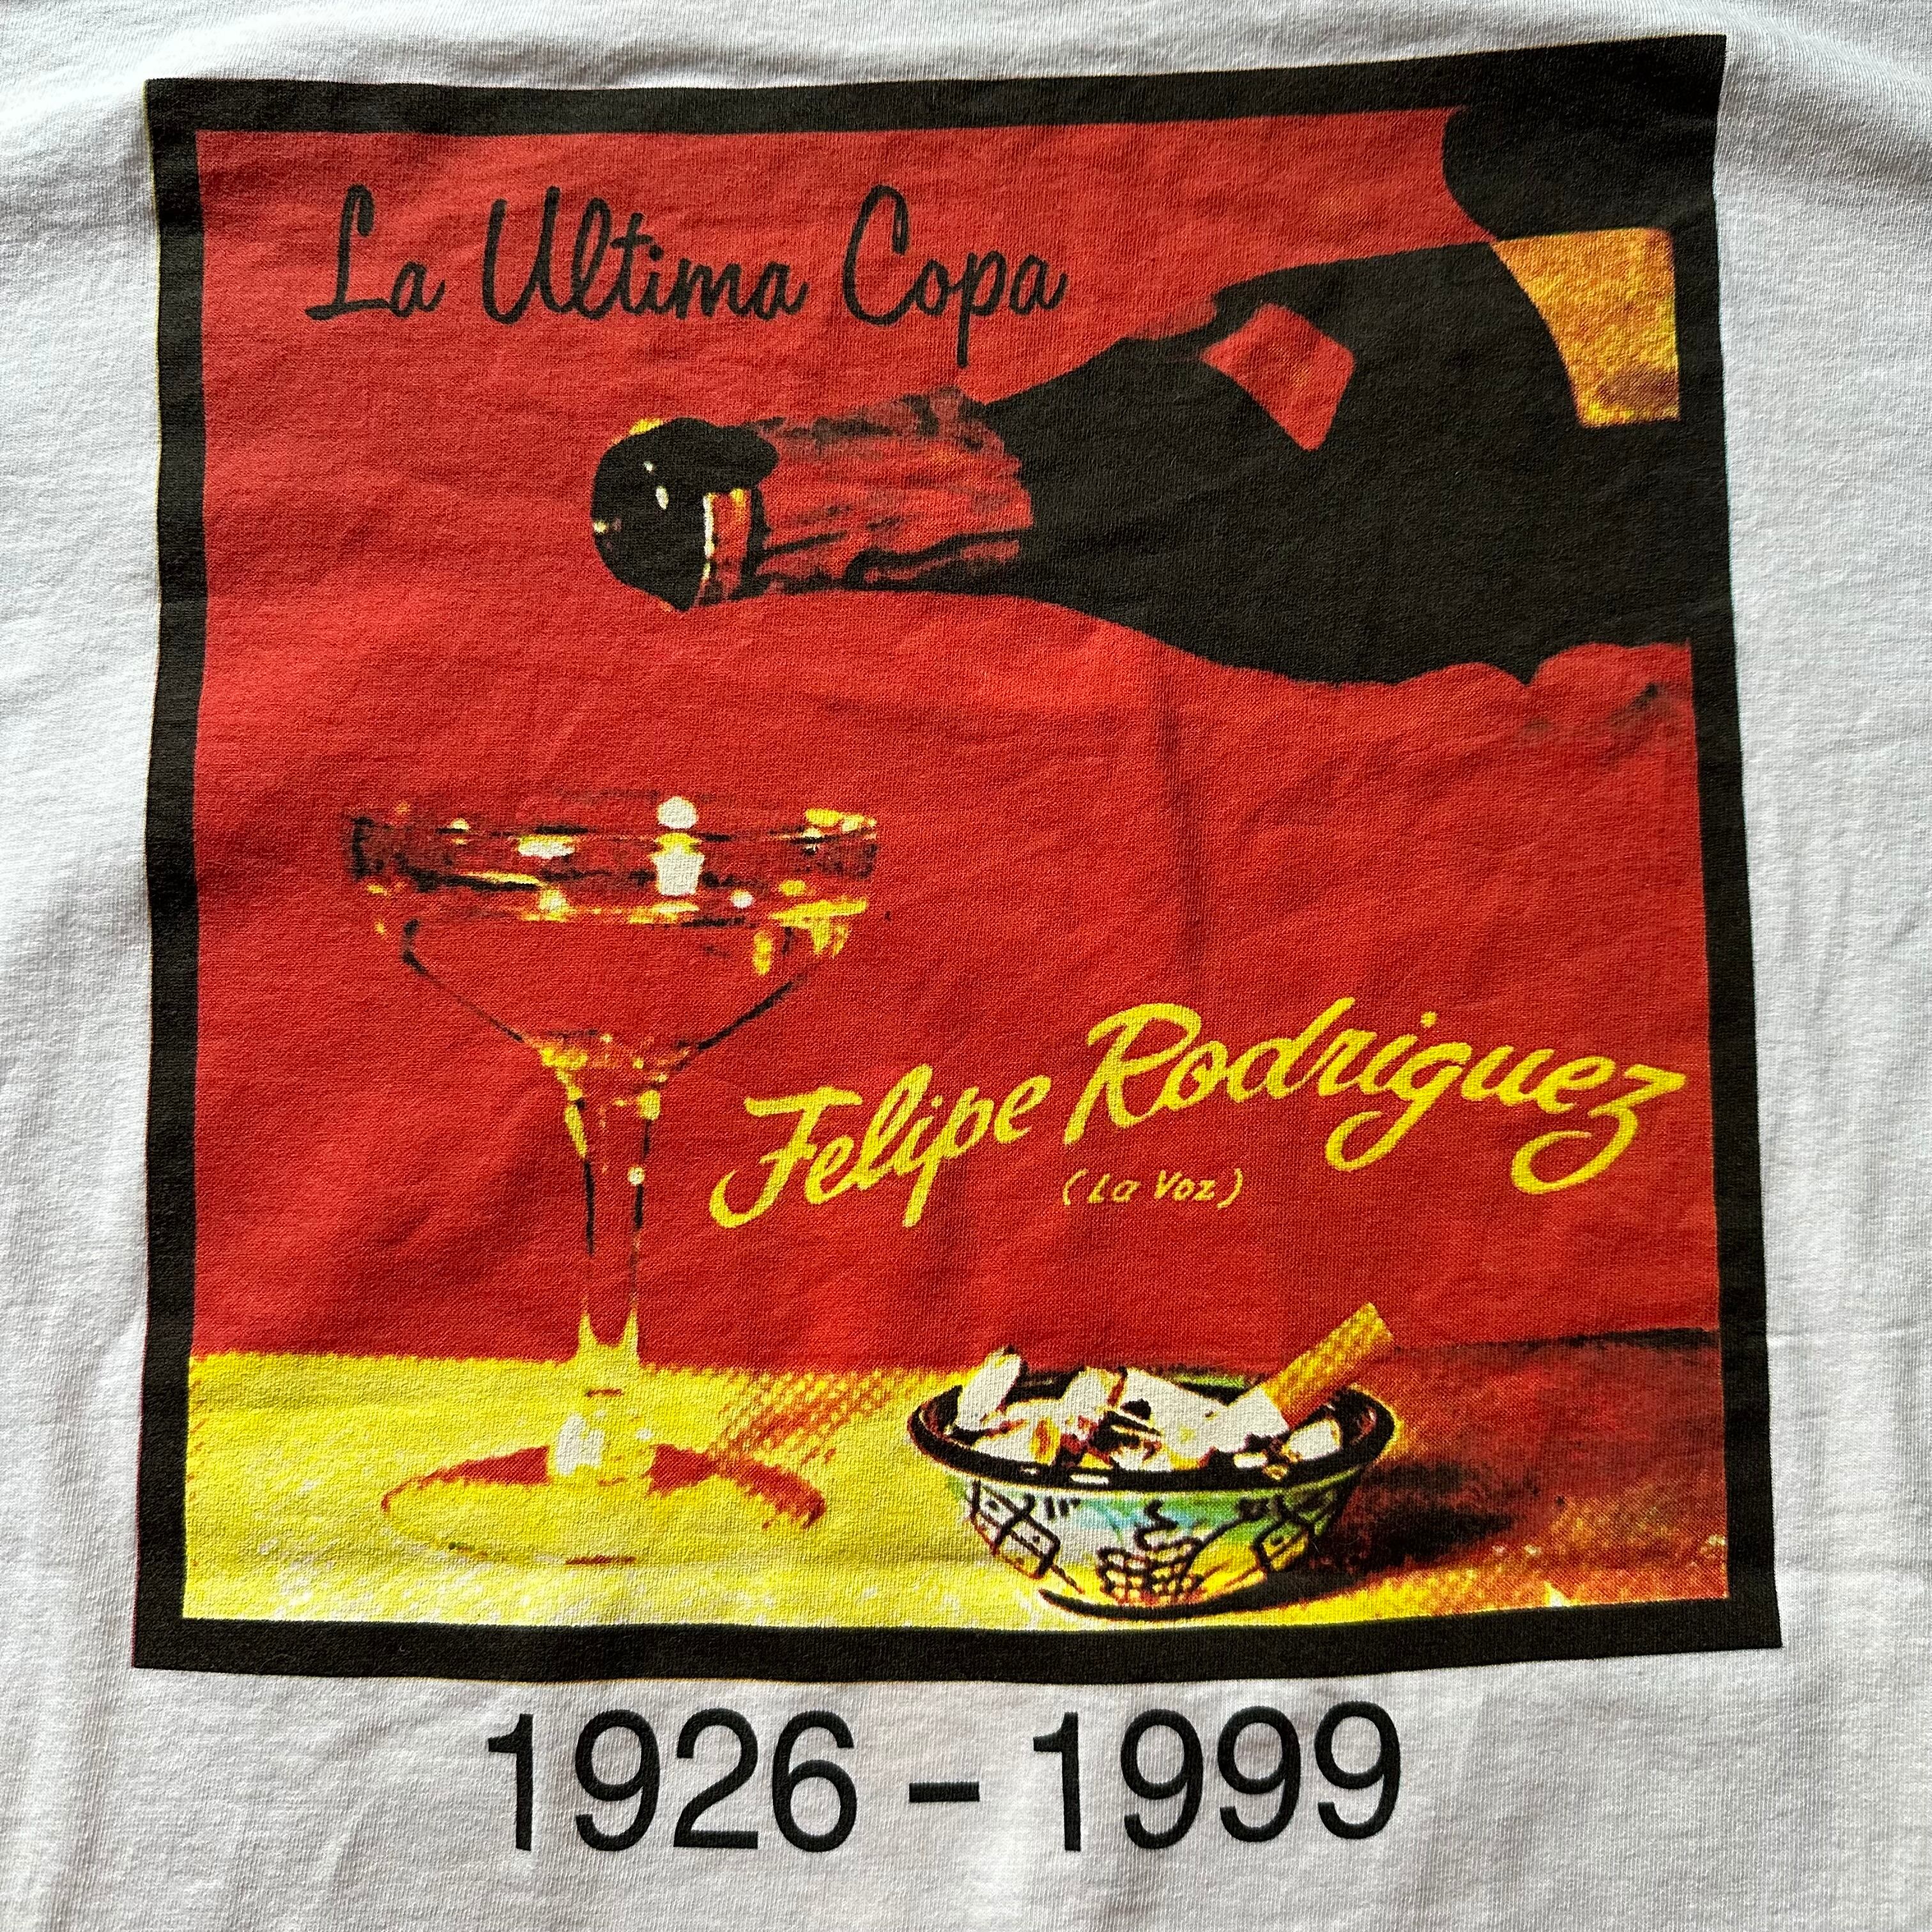 La Ultima Copa
Felipe Rodriguez
(La Voz)
1926 - 1999